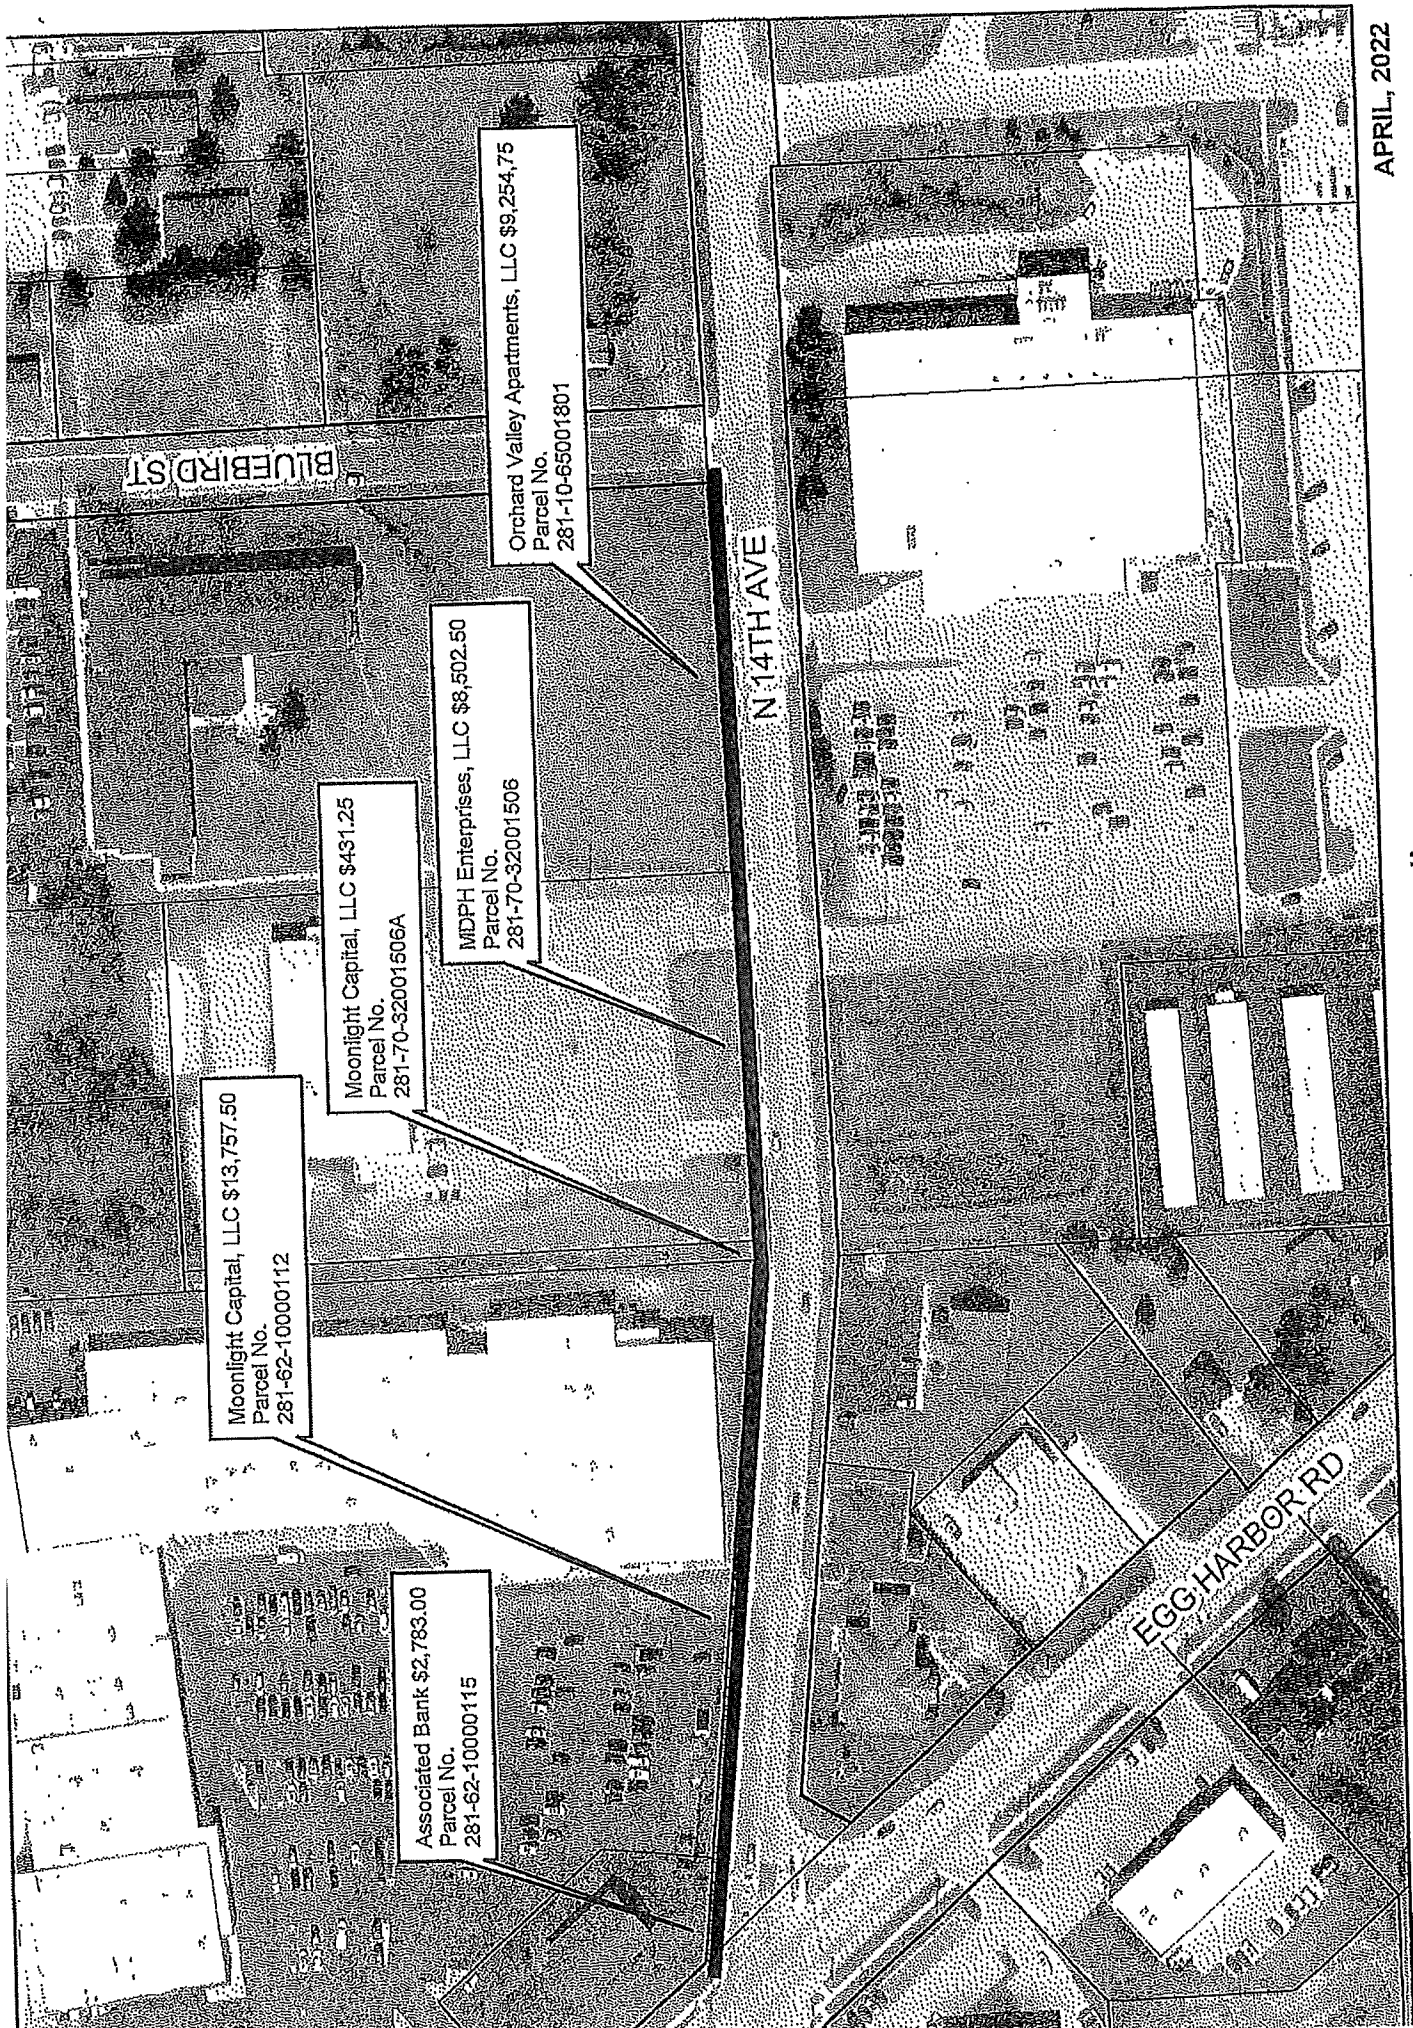 Associated Bank $2,783.00
Parcel No.
281-62-10000115
Moonlight Capital, LLC $13,757.50
Parcel No.
281-62-10000112
Moonlight Capital, LLC $431.25
Parcel No.
281-70-32001506A
MDPH Enterprises, LLC $8,502.50
Parcel No.
281-70-32001506
Orchard Valley Apartments, LLC $9,254,75
Parcel No.
281-10-65001801
BLUEBIRD ST
N 14TH AVE
EGG HARBOR RD
APRIL, 2022